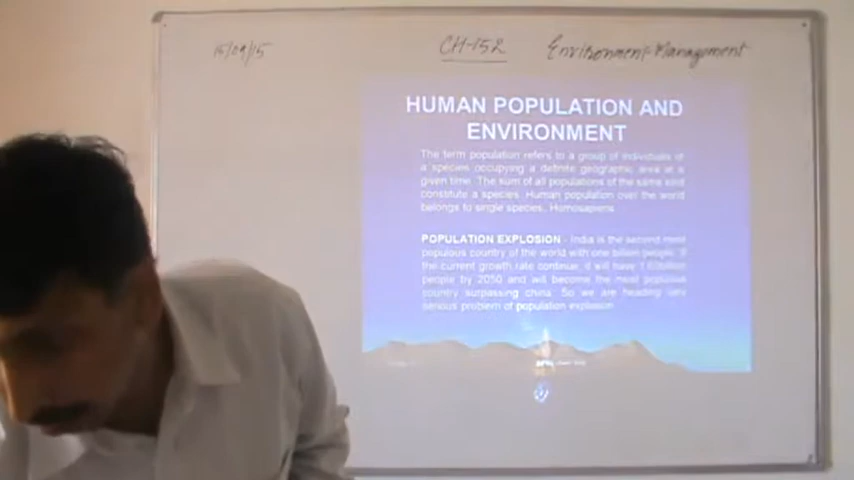 15/09/15 CH-152 Environment Management
HUMAN POPULATION AND
ENVIRONMENT
The term population refers to a group of individuals of
a species occupying a definite geographic area at a
given time. The sum of all populations of the same kind
constitute a species. Human population over the world
belongs to single species, Homosapiens.
POPULATION EXPLOSION - India is the second most
populous country of the world with one billion people. If
the current growth rate continue, it will have people
people by 2050 and will become the most populous
country surpassing china. So we are heading
serious problem of population explosion